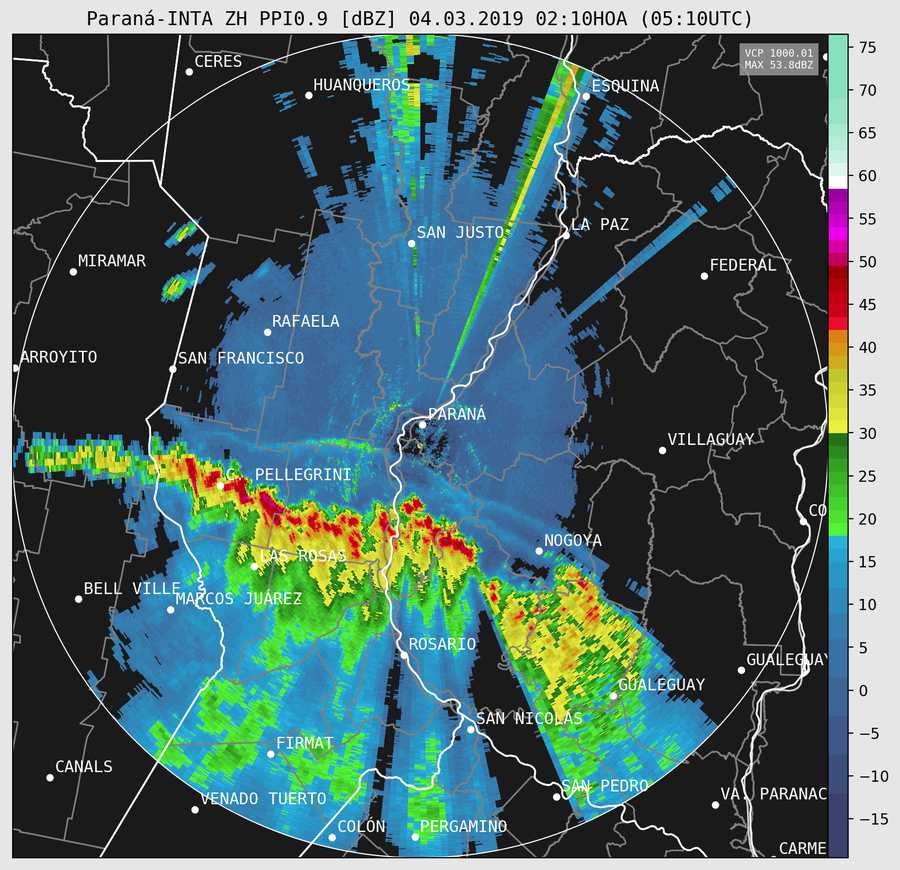 Paraná-INTA ZH PPI0.9 [dBZ] 04.03.2019 02:10HOA (05:10UTC)
VCP 1000.01
MAX 53.8dBZ
CERES
HUANQUEROS
ESQUINA
SAN JUSTO
LA PAZ
MIRAMAR
FEDERAL
RAFAELA
ARROYITO
SAN FRANCISCO
PARANÁ
VILLAGUAY
C. PELLEGRINI
CO
NOGOYA
LAS ROSAS
BELL VILLE
MARCOS JUÁREZ
ROSARIO
GUALEGUAY
GUALEGUAY
SAN NICOLAS
FIRMAT
CANALS
SAN PEDRO
VENADO TUERTO
VA. PARANAC
COLÓN
PERGAMINO
CARME
75
70
65
60
55
50
45
40
35
30
25
20
15
10
5
0
−5
−10
−15